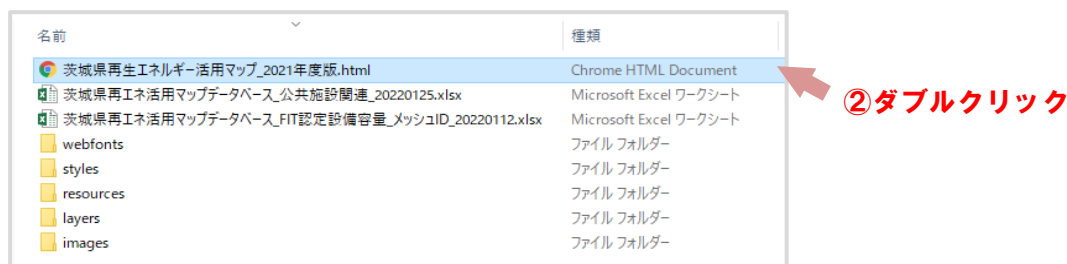 名前 種類
茨城県再生エネルギー活用マップ_2021年度版.html Chrome HTML Document
茨城県再エネ活用マップデータベース_公共施設関連_20220125.xlsx Microsoft Excel ワークシート
茨城県再エネ活用マップデータベース_FIT認定設備容量_メッシュID_20220112.xlsx Microsoft Excel ワークシート
webfonts ファイル フォルダー
styles ファイル フォルダー
resources ファイル フォルダー
layers ファイル フォルダー
images ファイル フォルダー
②ダブルクリック